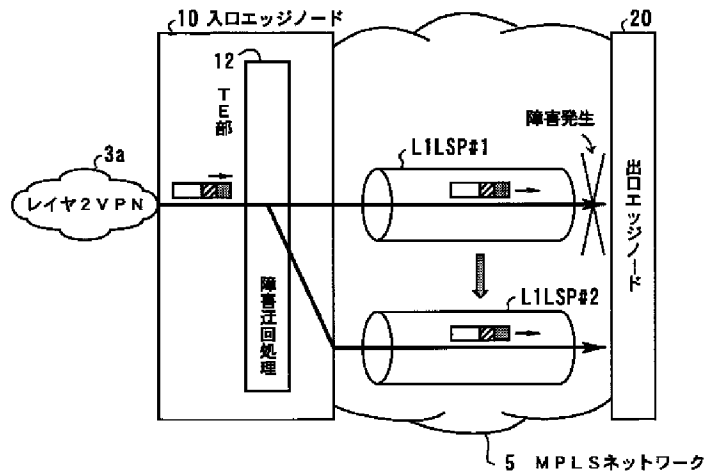 10 入口エッジノード
20
12
TE部
障害発生
3a
L1LSP#1
レイヤ2VPN
出口エッジノード
L1LSP#2
障害迂回処理
5 MPLSネットワーク